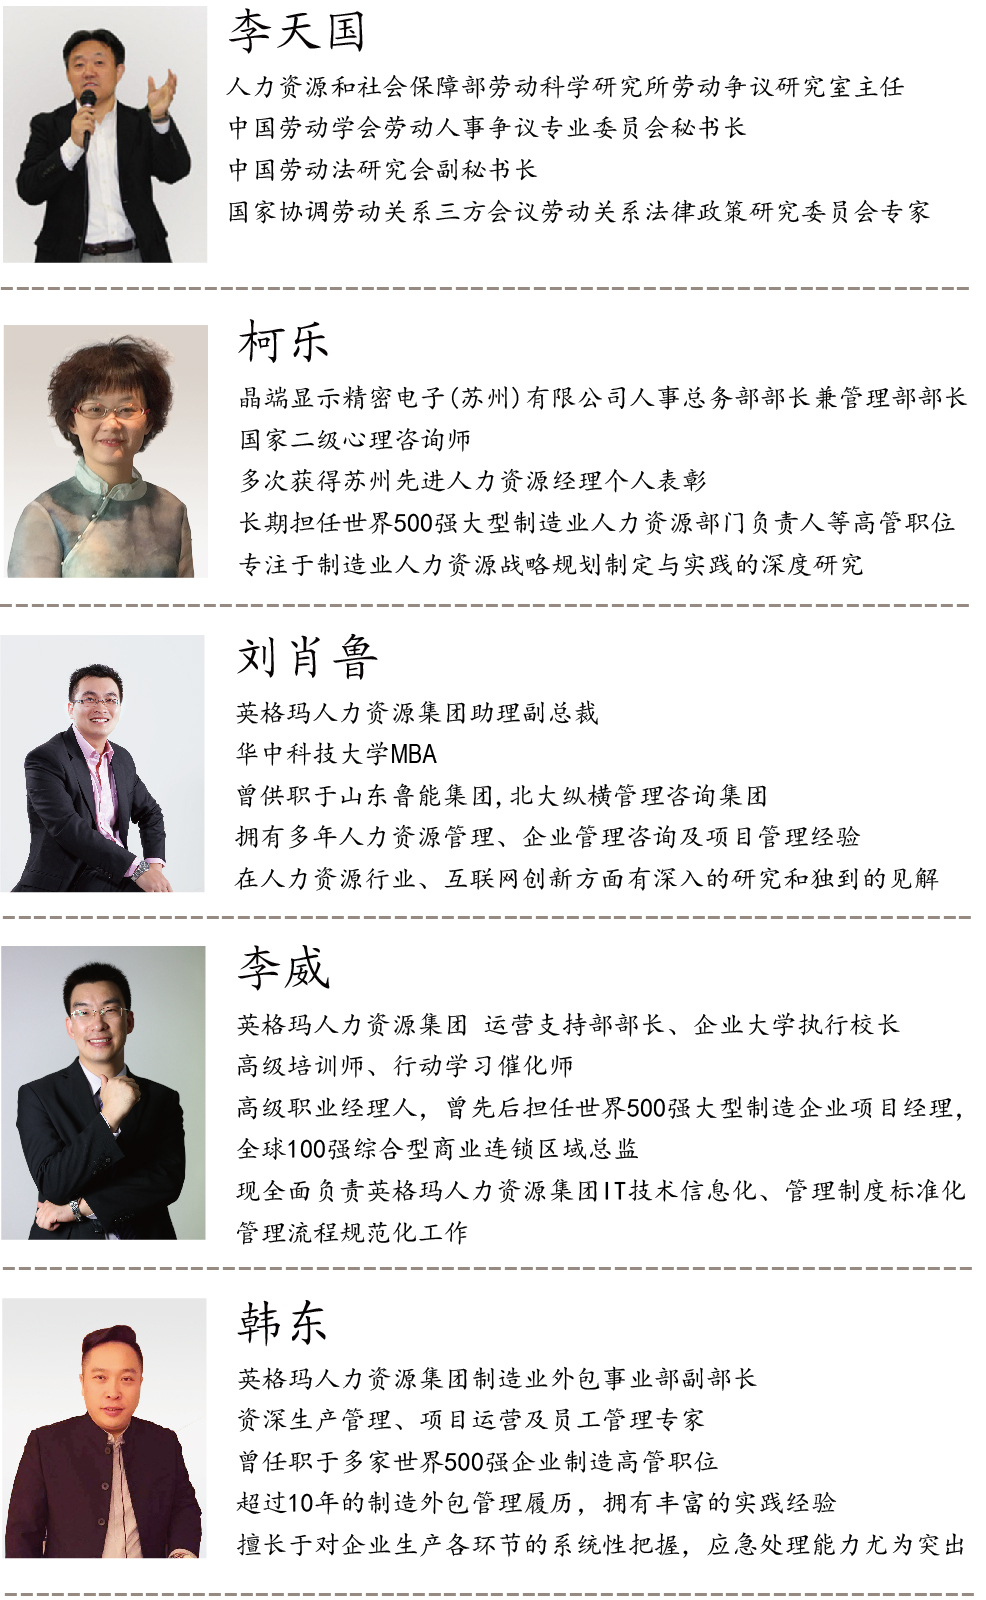 李天国
人力资源和社会保障部劳动科学研究所劳动争议研究室主任
中国劳动学会劳动人事争议专业委员会秘书长
中国劳动法研究会副秘书长
国家协调劳动关系三方会议劳动关系法律政策研究委员会专家
柯乐
晶端显示精密电子(苏州)有限公司人事总务部部长兼管理部部长
国家二级心理咨询师
多次获得苏州先进人力资源经理个人表彰
长期担任世界500强大型制造业人力资源部门负责人等高管职位
专注于制造业人力资源战略规划制定与实践的深度研究
刘肖鲁
英格玛人力资源集团助理副总裁
华中科技大学MBA
曾供职于山东鲁能集团,北大纵横管理咨询集团
拥有多年人力资源管理、企业管理咨询及项目管理经验
在人力资源行业、互联网创新方面有深入的研究和独到的见解
李威
英格玛人力资源集团 运营支持部部长、企业大学执行校长
高级培训师、行动学习催化师
高级职业经理人，曾先后担任世界500强大型制造企业项目经理，
全球100强综合型商业连锁区域总监
现全面负责英格玛人力资源集团IT技术信息化、管理制度标准化
管理流程规范化工作
韩东
英格玛人力资源集团制造业外包事业部副部长
资深生产管理、项目运营及员工管理专家
曾任职于多家世界500强企业制造高管职位
超过10年的制造外包管理履历，拥有丰富的实践经验
擅长于对企业生产各环节的系统性把握，应急处理能力尤为突出